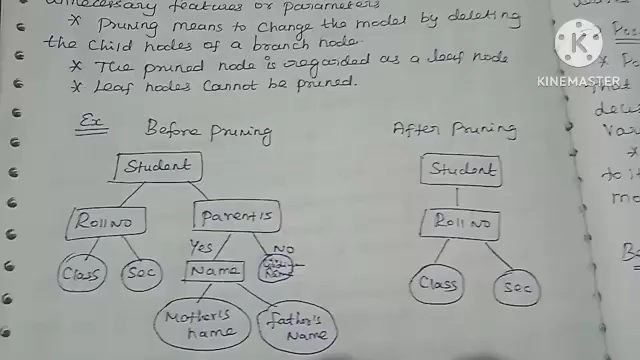 unnecessary features or parameters
* Pruning means to change the model by deleting
the child nodes of a branch node.
* The pruned node is regarded as a leaf node
* Leaf nodes cannot be pruned.
Ex Before pruning
Student
Roll NO Parent is
Yes NO
Class Sec Name
Mother's name Father's Name
After Pruning
Student
Roll NO
Class Sec
KINEMASTER